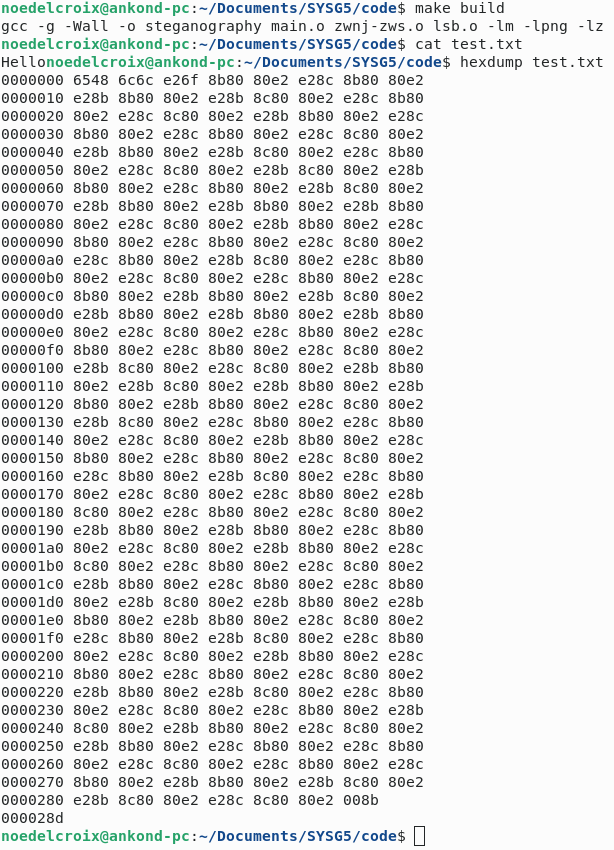 noedelcroix@ankond-pc:~/Documents/SYSG5/code$ make build
gcc -g -Wall -o steganography main.o zwnj-zws.o lsb.o -lm -lpng -lz
noedelcroix@ankond-pc:~/Documents/SYSG5/code$ cat test.txt
Hellonoedelcroix@ankond-pc:~/Documents/SYSG5/code$ hexdump test.txt
0000000 6548 6c6c e26f 8b80 80e2 e28c 8b80 80e2
0000010 e28b 8b80 80e2 e28b 8c80 80e2 e28c 8b80
0000020 80e2 e28c 8c80 80e2 e28b 8b80 80e2 e28c
0000030 8b80 80e2 e28c 8b80 80e2 e28c 8c80 80e2
0000040 e28b 8b80 80e2 e28b 8c80 80e2 e28c 8b80
0000050 80e2 e28c 8c80 80e2 e28b 8c80 80e2 e28b
0000060 8b80 80e2 e28c 8b80 80e2 e28b 8c80 80e2
0000070 e28b 8b80 80e2 e28b 8b80 80e2 e28b 8b80
0000080 80e2 e28c 8c80 80e2 e28b 8b80 80e2 e28c
0000090 8b80 80e2 e28c 8b80 80e2 e28c 8c80 80e2
00000a0 e28c 8b80 80e2 e28b 8c80 80e2 e28c 8b80
00000b0 80e2 e28c 8c80 80e2 e28c 8b80 80e2 e28c
00000c0 8b80 80e2 e28b 8b80 80e2 e28b 8c80 80e2
00000d0 e28b 8b80 80e2 e28b 8b80 80e2 e28b 8b80
00000e0 80e2 e28c 8c80 80e2 e28c 8b80 80e2 e28c
00000f0 8b80 80e2 e28c 8b80 80e2 e28c 8c80 80e2
0000100 e28b 8c80 80e2 e28c 8c80 80e2 e28b 8b80
0000110 80e2 e28b 8c80 80e2 e28b 8b80 80e2 e28b
0000120 8b80 80e2 e28b 8b80 80e2 e28c 8c80 80e2
0000130 e28b 8c80 80e2 e28c 8b80 80e2 e28c 8b80
0000140 80e2 e28c 8c80 80e2 e28b 8b80 80e2 e28c
0000150 8b80 80e2 e28c 8b80 80e2 e28c 8c80 80e2
0000160 e28c 8b80 80e2 e28b 8c80 80e2 e28c 8b80
0000170 80e2 e28c 8c80 80e2 e28c 8b80 80e2 e28b
0000180 8c80 80e2 e28c 8b80 80e2 e28c 8c80 80e2
0000190 e28b 8b80 80e2 e28b 8b80 80e2 e28c 8b80
00001a0 80e2 e28c 8c80 80e2 e28b 8b80 80e2 e28c
00001b0 8c80 80e2 e28c 8b80 80e2 e28c 8c80 80e2
00001c0 e28b 8b80 80e2 e28c 8b80 80e2 e28c 8b80
00001d0 80e2 e28b 8c80 80e2 e28b 8b80 80e2 e28b
00001e0 8b80 80e2 e28b 8b80 80e2 e28c 8c80 80e2
00001f0 e28c 8b80 80e2 e28b 8c80 80e2 e28c 8b80
0000200 80e2 e28c 8c80 80e2 e28b 8b80 80e2 e28c
0000210 8b80 80e2 e28c 8b80 80e2 e28c 8c80 80e2
0000220 e28b 8b80 80e2 e28b 8c80 80e2 e28c 8b80
0000230 80e2 e28c 8c80 80e2 e28c 8b80 80e2 e28b
0000240 8c80 80e2 e28b 8b80 80e2 e28c 8c80 80e2
0000250 e28b 8b80 80e2 e28c 8b80 80e2 e28c 8b80
0000260 80e2 e28c 8c80 80e2 e28c 8b80 80e2 e28c
0000270 8b80 80e2 e28b 8b80 80e2 e28b 8c80 80e2
0000280 e28b 8c80 80e2 e28c 8c80 80e2 008b
000028d
noedelcroix@ankond-pc:~/Documents/SYSG5/code$